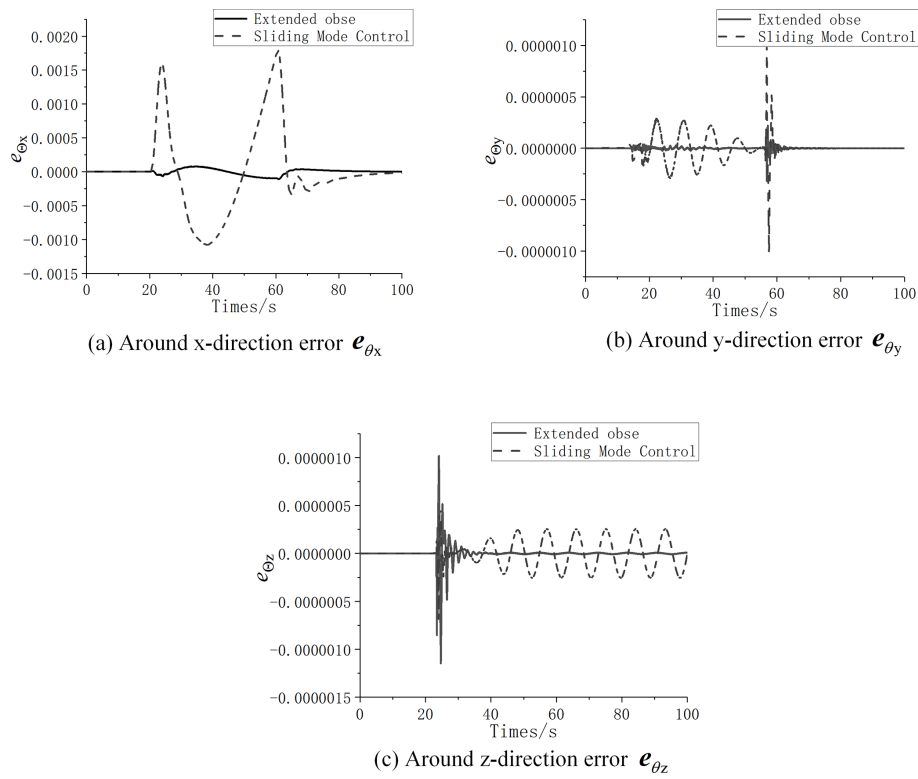 Extended obse
Sliding Mode Control
0.0020
0.0015
0.0010
0.0005
0.0000
-0.0005
-0.0010
-0.0015
eΘx
0 20 40 60 80 100
Times/s
(a) Around x-direction error eθx
Extended obse
Sliding Mode Control
0.0000010
0.0000005
0.0000000
-0.0000005
-0.0000010
eΘy
0 20 40 60 80 100
Times/s
(b) Around y-direction error eθy
Extended obse
Sliding Mode Control
0.0000010
0.0000005
0.0000000
-0.0000005
-0.0000010
-0.0000015
eΘz
0 20 40 60 80 100
Times/s
(c) Around z-direction error eθz